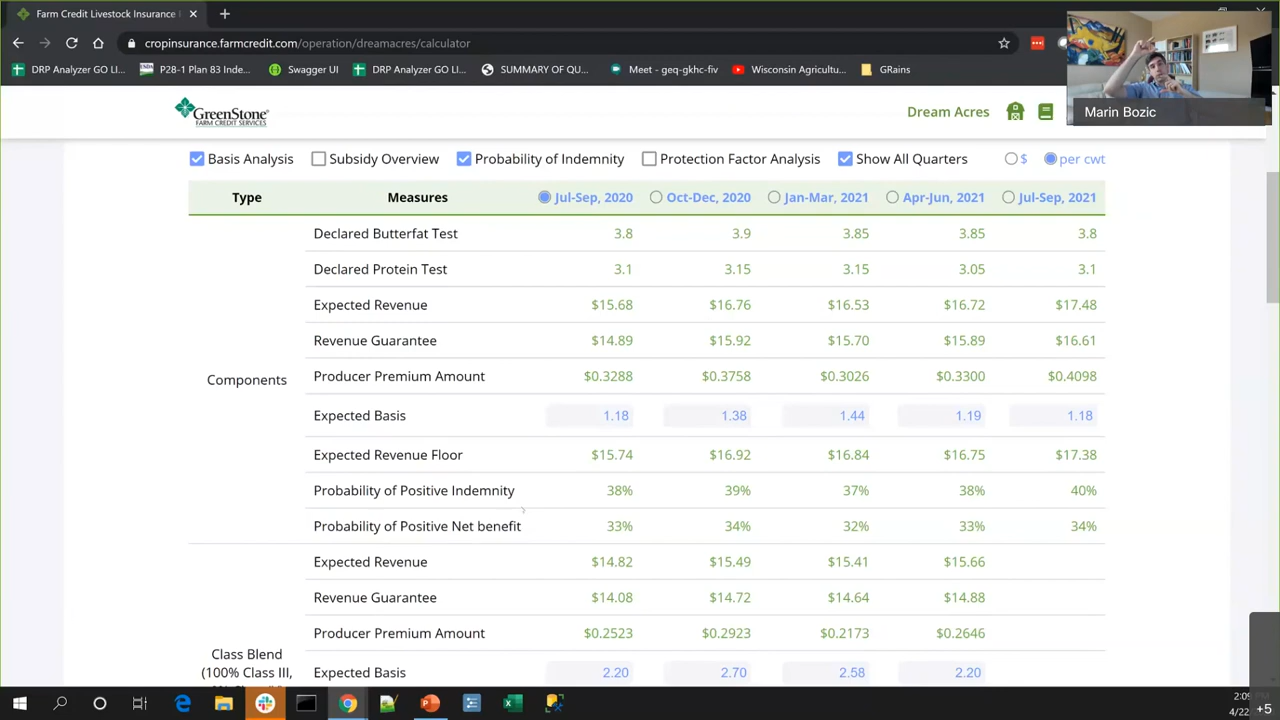 Farm Credit Livestock Insurance
cropinsurance.farmcredit.com/operation/dreamacres/calculator
DRP Analyzer GO LI...
P28-1 Plan 83 Inde...
Swagger UI
DRP Analyzer GO LI...
SUMMARY OF QU...
Meet - geq-gkhc-fiv
Wisconsin Agricultu...
GRains
GREENSTONE
FARM CREDIT SERVICES
Dream Acres
Marin Bozic
Basis Analysis Subsidy Overview Probability of Indemnity Protection Factor Analysis Show All Quarters $ per cwt
Type Measures Jul-Sep, 2020 Oct-Dec, 2020 Jan-Mar, 2021 Apr-Jun, 2021 Jul-Sep, 2021
Declared Butterfat Test 3.8 3.9 3.85 3.85 3.8
Declared Protein Test 3.1 3.15 3.15 3.05 3.1
Expected Revenue $15.68 $16.76 $16.53 $16.72 $17.48
Revenue Guarantee $14.89 $15.92 $15.70 $15.89 $16.61
Components
Producer Premium Amount $0.3288 $0.3758 $0.3026 $0.3300 $0.4098
Expected Basis 1.18 1.38 1.44 1.19 1.18
Expected Revenue Floor $15.74 $16.92 $16.84 $16.75 $17.38
Probability of Positive Indemnity 38% 39% 37% 38% 40%
Probability of Positive Net benefit 33% 34% 32% 33% 34%
Expected Revenue $14.82 $15.49 $15.41 $15.66
Revenue Guarantee $14.08 $14.72 $14.64 $14.88
Producer Premium Amount $0.2523 $0.2923 $0.2173 $0.2646
Class Blend
(100% Class III,
Expected Basis 2.20 2.70 2.58 2.20
2:09
4/22
+5